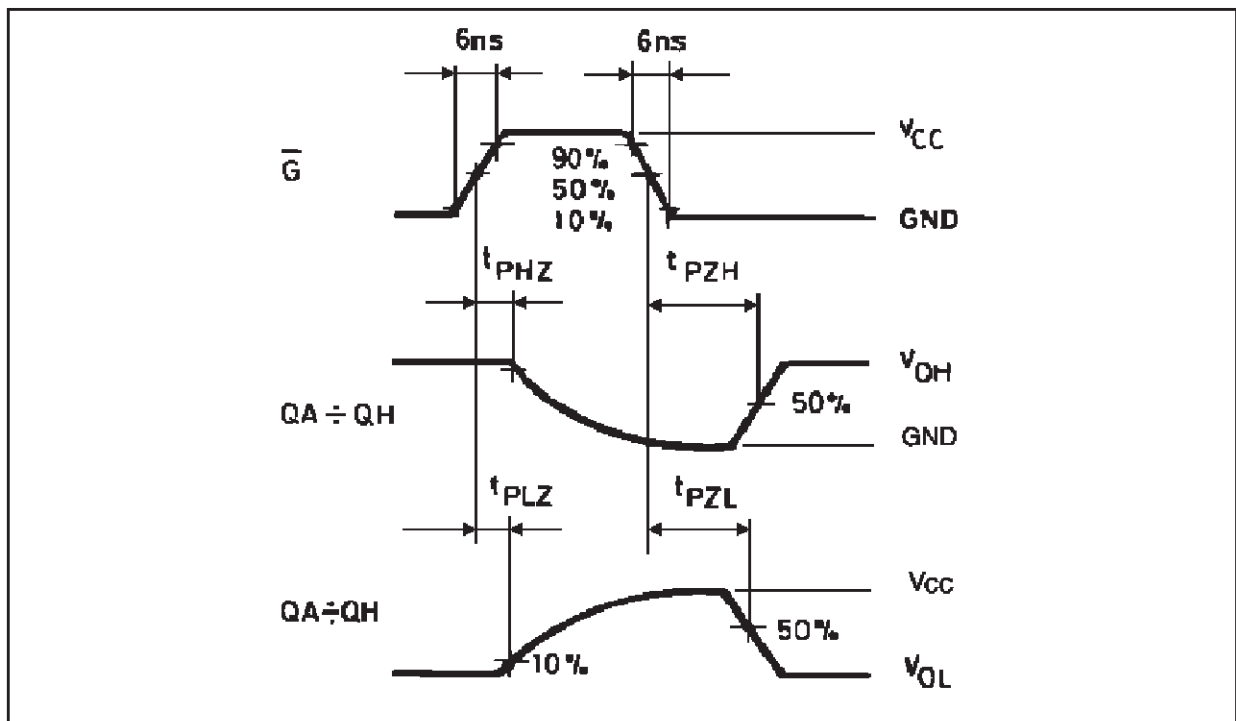 6ns 6ns
G̅
VCC
90%
50%
10%
GND
tPHZ tPZH
VOH
QA ÷ QH
50%
GND
tPLZ tPZL
VCC
QA÷QH
50%
10%
VOL